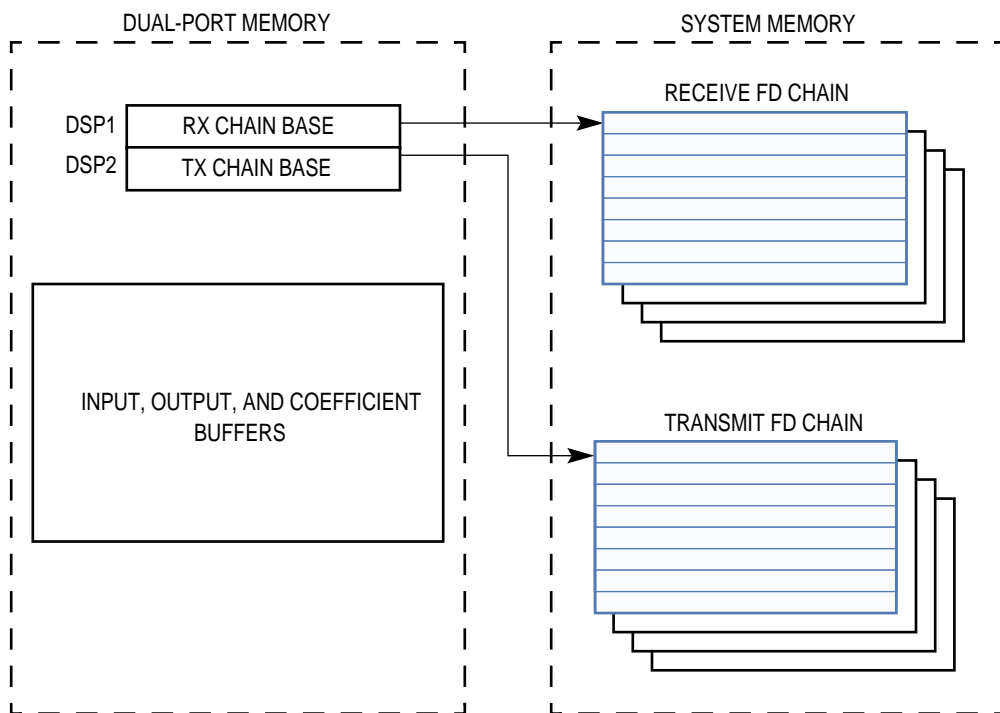 DUAL-PORT MEMORY
SYSTEM MEMORY
RECEIVE FD CHAIN
DSP1
RX CHAIN BASE
DSP2
TX CHAIN BASE
INPUT, OUTPUT, AND COEFFICIENT
BUFFERS
TRANSMIT FD CHAIN